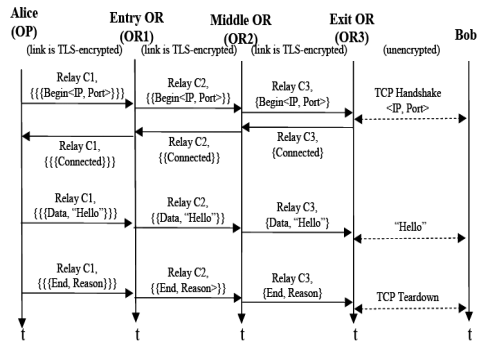 Alice
(OP)
Entry OR
(OR1)
Middle OR
(OR2)
Exit OR
(OR3)
Bob
(link is TLS-encrypted)
(link is TLS-encrypted)
(link is TLS-encrypted)
(unencrypted)
Relay C1,
{{{Begin<IP, Port>}}}
Relay C2,
{{Begin<IP, Port>}}
Relay C3,
{Begin<IP, Port>}
TCP Handshake
<IP, Port>
Relay C1,
{{{Connected}}}
Relay C2,
{{Connected}}
Relay C3,
{Connected}
Relay C1,
{{{Data, “Hello”}}}
Relay C2,
{{Data, “Hello”}}
Relay C3,
{Data, “Hello”}
“Hello”
Relay C1,
{{{End, Reason}}}
Relay C2,
{{End, Reason>}}
Relay C3,
{End, Reason}
TCP Teardown
t
t
t
t
t